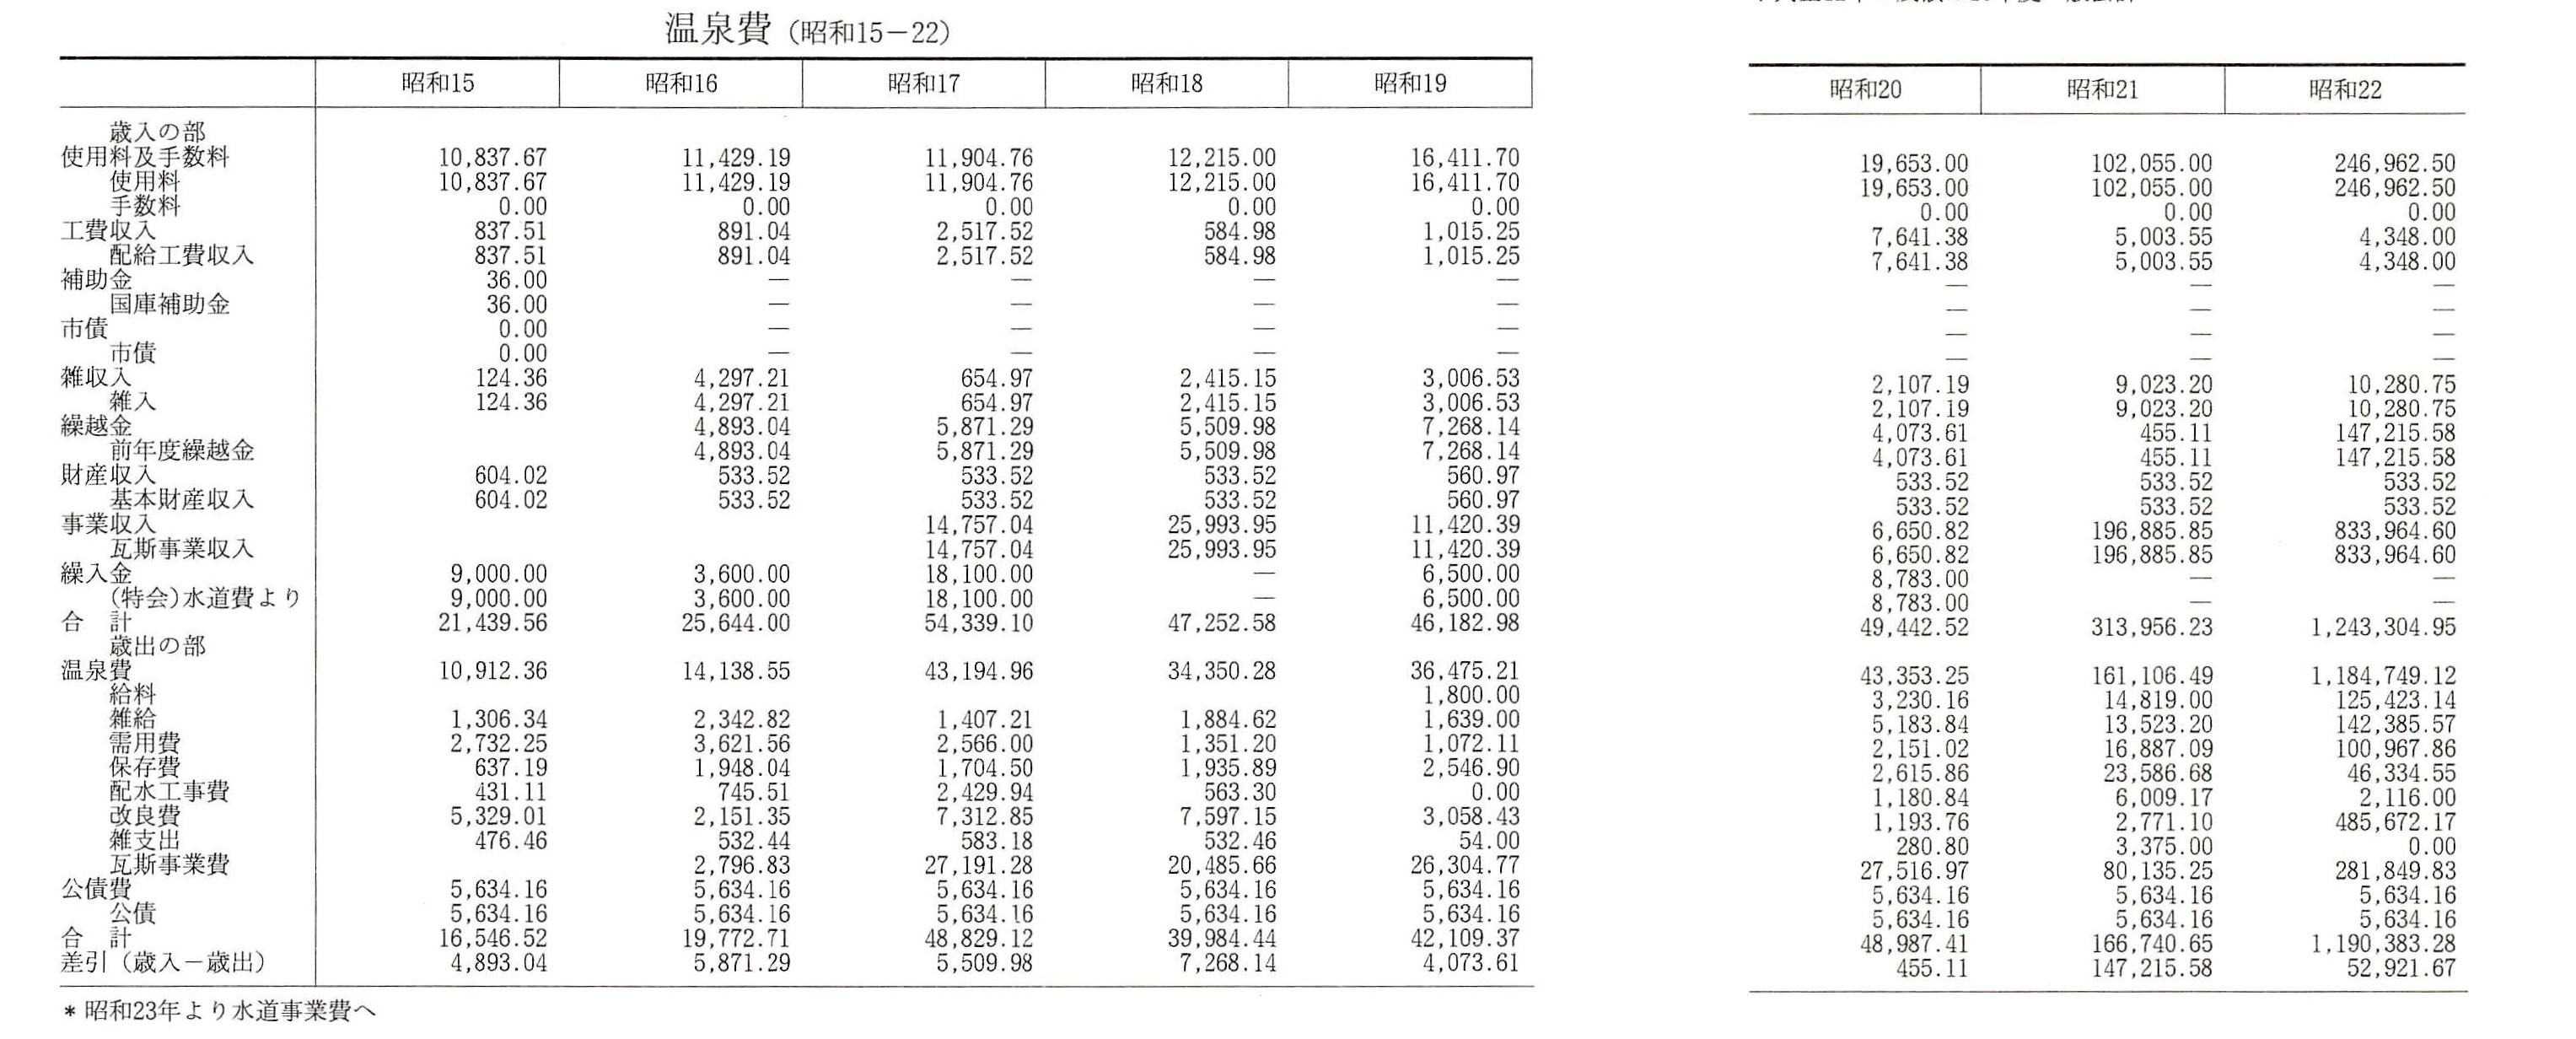 温泉費（昭和15－22）
昭和15 昭和16 昭和17 昭和18 昭和19 昭和20 昭和21 昭和22
歳入の部
使用料及手数料 10,837.67 11,429.19 11,904.76 12,215.00 16,411.70 19,653.00 102,055.00 246,962.50
使用料 10,837.67 11,429.19 11,904.76 12,215.00 16,411.70 19,653.00 102,055.00 246,962.50
手数料 0.00 0.00 0.00 0.00 0.00 0.00 0.00 0.00
工費収入 837.51 891.04 2,517.52 584.98 1,015.25 7,641.38 5,003.55 4,348.00
配給工費収入 837.51 891.04 2,517.52 584.98 1,015.25 7,641.38 5,003.55 4,348.00
補助金 36.00 — — — — — — —
国庫補助金 36.00 — — — — — — —
市債 0.00 — — — — — — —
市債 0.00 — — — — — — —
雑収入 124.36 4,297.21 654.97 2,415.15 3,006.53 2,107.19 9,023.20 10,280.75
雑入 124.36 4,297.21 654.97 2,415.15 3,006.53 2,107.19 9,023.20 10,280.75
繰越金 4,893.04 5,871.29 5,509.98 7,268.14 4,073.61 455.11 147,215.58
前年度繰越金 4,893.04 5,871.29 5,509.98 7,268.14 4,073.61 455.11 147,215.58
財産収入 604.02 533.52 533.52 533.52 560.97 533.52 533.52 533.52
基本財産収入 604.02 533.52 533.52 533.52 560.97 533.52 533.52 533.52
事業収入 14,757.04 25,993.95 11,420.39 6,650.82 196,885.85 833,964.60
瓦斯事業収入 14,757.04 25,993.95 11,420.39 6,650.82 196,885.85 833,964.60
繰入金 9,000.00 3,600.00 18,100.00 — 6,500.00 8,783.00 — —
（特会）水道費より 9,000.00 3,600.00 18,100.00 — 6,500.00 8,783.00 — —
合　計 21,439.56 25,644.00 54,339.10 47,252.58 46,182.98 49,442.52 313,956.23 1,243,304.95
歳出の部
温泉費 10,912.36 14,138.55 43,194.96 34,350.28 36,475.21 43,353.25 161,106.49 1,184,749.12
給料 1,800.00 3,230.16 14,819.00 125,423.14
雑給 1,306.34 2,342.82 1,407.21 1,884.62 1,639.00 5,183.84 13,523.20 142,385.57
需用費 2,732.25 3,621.56 2,566.00 1,351.20 1,072.11 2,151.02 16,887.09 100,967.86
保存費 637.19 1,948.04 1,704.50 1,935.89 2,546.90 2,615.86 23,586.68 46,334.55
配水工事費 431.11 745.51 2,429.94 563.30 0.00 1,180.84 6,009.17 2,116.00
改良費 5,329.01 2,151.35 7,312.85 7,597.15 3,058.43 1,193.76 2,771.10 485,672.17
雑支出 476.46 532.44 583.18 532.46 54.00 280.80 3,375.00 0.00
瓦斯事業費 2,796.83 27,191.28 20,485.66 26,304.77 27,516.97 80,135.25 281,849.83
公債費 5,634.16 5,634.16 5,634.16 5,634.16 5,634.16 5,634.16 5,634.16 5,634.16
公債 5,634.16 5,634.16 5,634.16 5,634.16 5,634.16 5,634.16 5,634.16 5,634.16
合　計 16,546.52 19,772.71 48,829.12 39,984.44 42,109.37 48,987.41 166,740.65 1,190,383.28
差引（歳入－歳出） 4,893.04 5,871.29 5,509.98 7,268.14 4,073.61 455.11 147,215.58 52,921.67
* 昭和23年より水道事業費へ